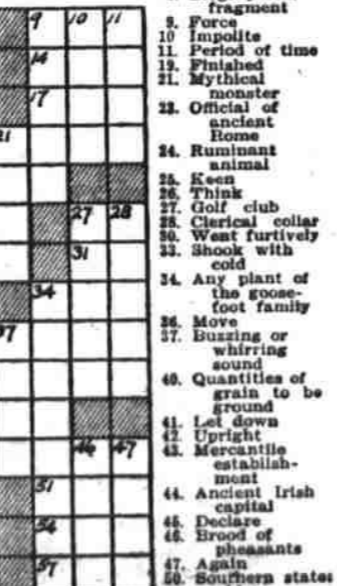 9 10 11
14
17
21
27 28
31
34
37
46 47
51
54
57
fragment
9. Force
10 Impolite
11. Period of time
19. Finished
21. Mythical
monster
23. Official of
ancient
Rome
24. Ruminant
animal
25. Keen
26. Think
27. Golf club
28. Clerical collar
30. Went furtively
33. Shook with
cold
34. Any plant of
the goose-
foot family
36. Move
37. Buzzing or
whirring
sound
40. Quantities of
grain to be
ground
41. Let down
42. Upright
43. Mercantile
establish-
ment
44. Ancient Irish
capital
45. Declare
46. Brood of
pheasants
47. Again
50. Southern states